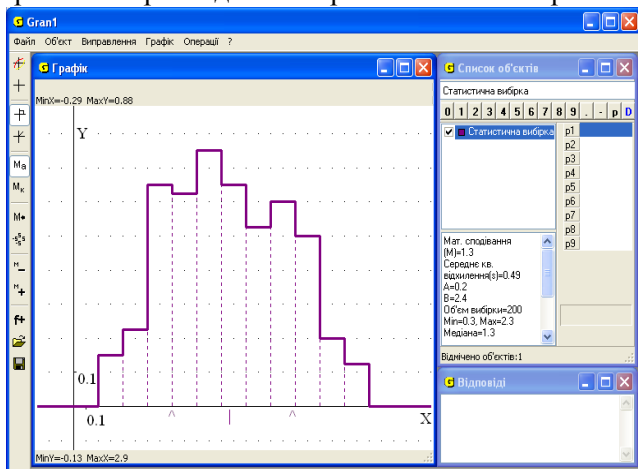 Gran1
Файл Об'єкт Виправлення Графік Операції ?
Графік
MinX=-0.29 MaxY=0.88
Y
0.1
0.1
X
MinY=-0.13 MaxX=2.9
Список об'єктів
Статистична вибірка
0 1 2 3 4 5 6 7 8 9 . - p D
Статистична вибірка
p1
p2
p3
p4
p5
p6
p7
p8
p9
Мат. сподівання
(М)=1.3
Середнє кв.
відхилення(s)=0.49
A=0.2
B=2.4
Об'єм вибірки=200
Min=0.3, Max=2.3
Медіана=1.3
Відмічено об'єктів:1
Відповіді